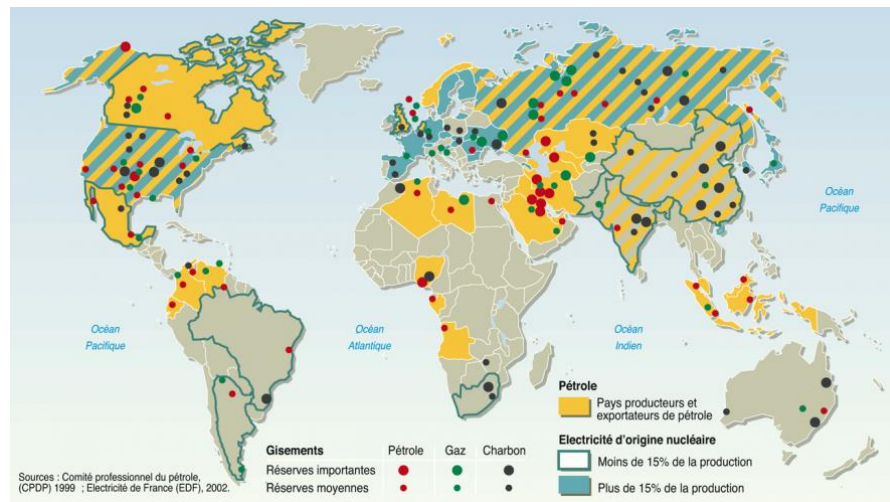 Océan
Pacifique
Océan
Pacifique
Océan
Atlantique
Océan
Indien
Pétrole
Pays producteurs et
exportateurs de pétrole
Electricité d'origine nucléaire
Moins de 15% de la production
Plus de 15% de la production
Gisements Pétrole Gaz Charbon
Réserves importantes
Réserves moyennes
Sources : Comité professionnel du pétrole,
(CPDP) 1999 ; Electricité de France (EDF), 2002.